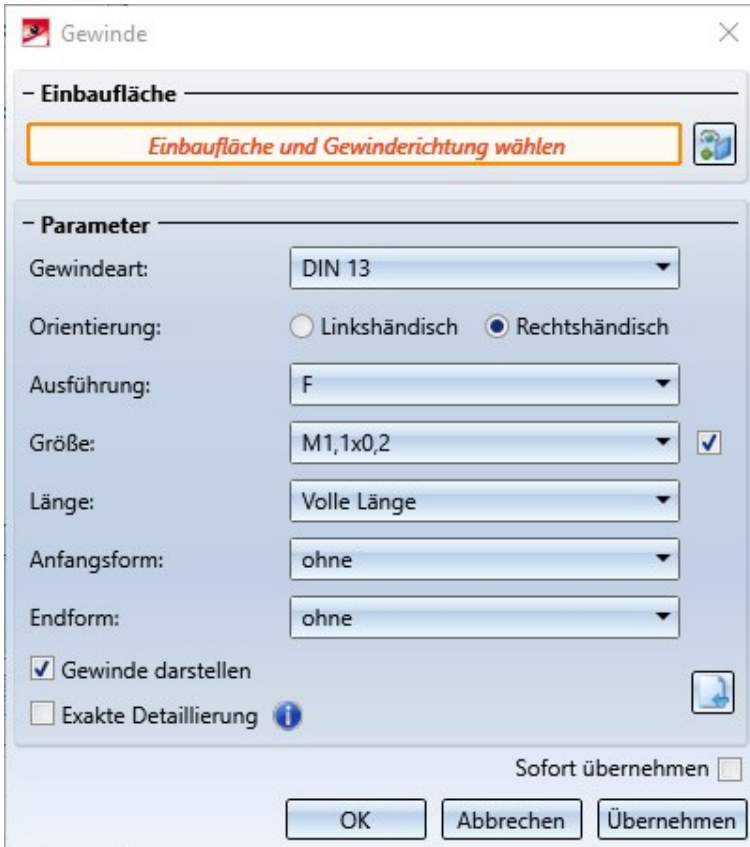 Gewinde
Einbaufläche
Einbaufläche und Gewinderichtung wählen
Parameter
Gewindeart: DIN 13
Orientierung: Linkshändisch Rechtshändisch
Ausführung: F
Größe: M1,1x0,2
Länge: Volle Länge
Anfangsform: ohne
Endform: ohne
Gewinde darstellen
Exakte Detaillierung
Sofort übernehmen
OK Abbrechen Übernehmen